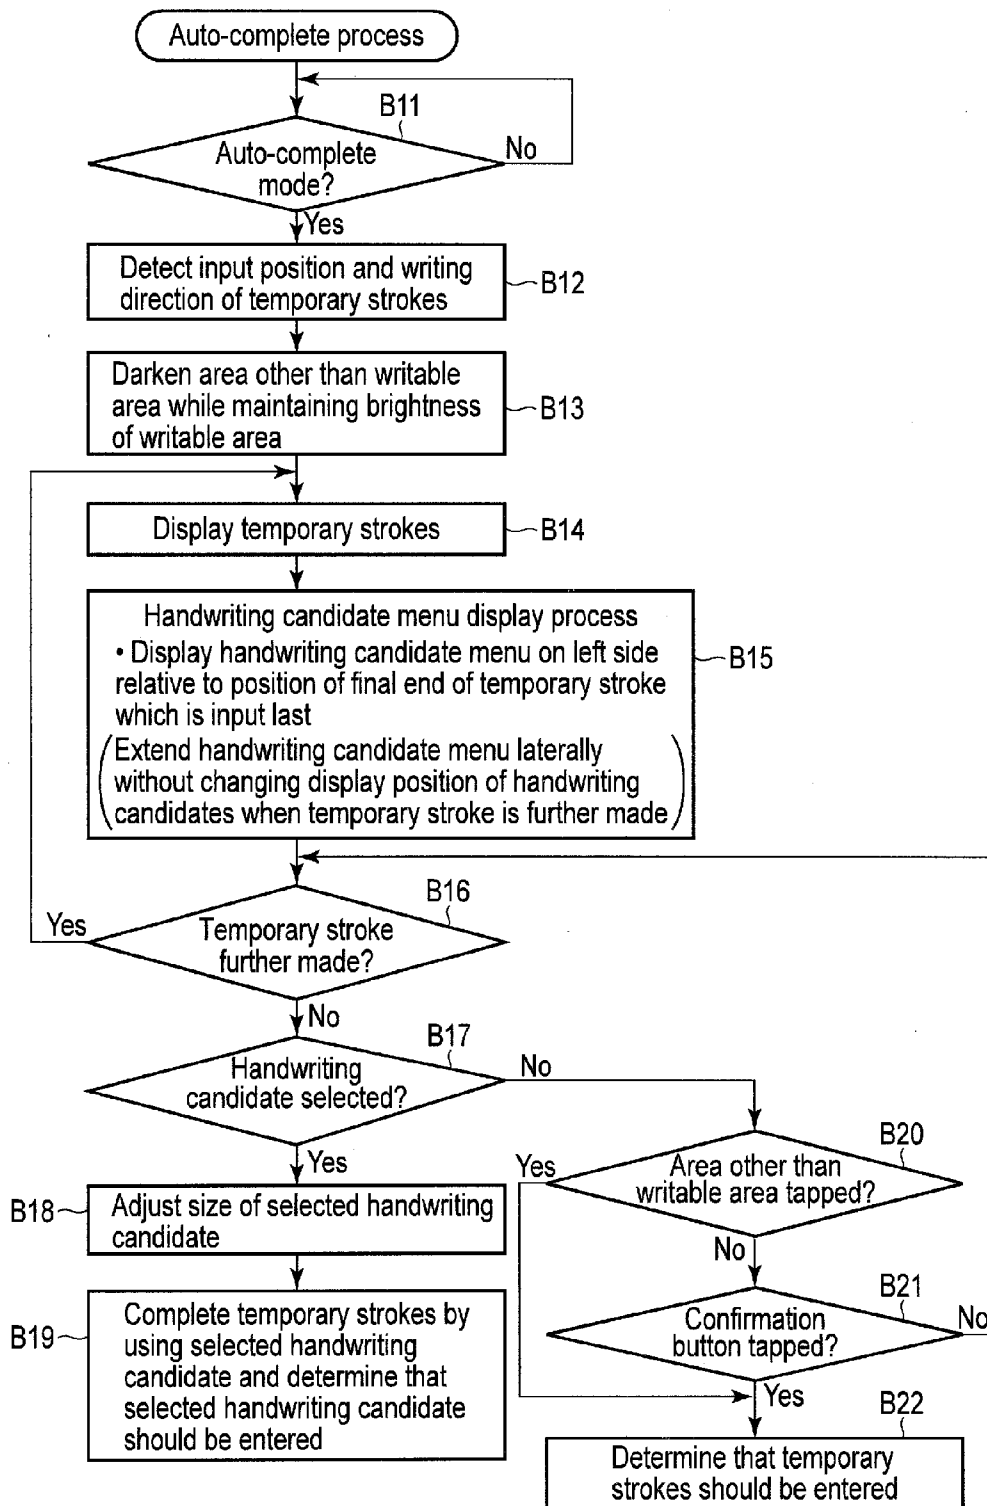 Auto-complete process
B11
Auto-complete
mode?
No
Yes
Detect input position and writing
direction of temporary strokes
B12
Darken area other than writable
area while maintaining brightness
of writable area
B13
Display temporary strokes
B14
Handwriting candidate menu display process
• Display handwriting candidate menu on left side
relative to position of final end of temporary stroke
which is input last
(Extend handwriting candidate menu laterally
without changing display position of handwriting
candidates when temporary stroke is further made)
B15
B16
Yes
Temporary stroke
further made?
No
B17
Handwriting
candidate selected?
No
Yes
B18
Adjust size of selected handwriting
candidate
B19
Complete temporary strokes by
using selected handwriting
candidate and determine that
selected handwriting candidate
should be entered
B20
Yes
Area other than
writable area tapped?
No
B21
Confirmation
button tapped?
No
Yes
B22
Determine that temporary
strokes should be entered